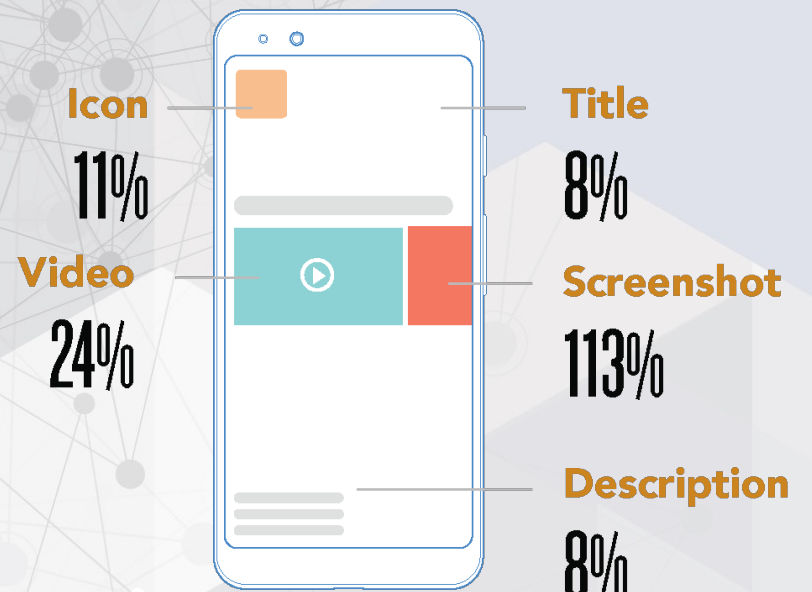 Icon
11%
Video
24%
Title
8%
Screenshot
113%
Description
8%